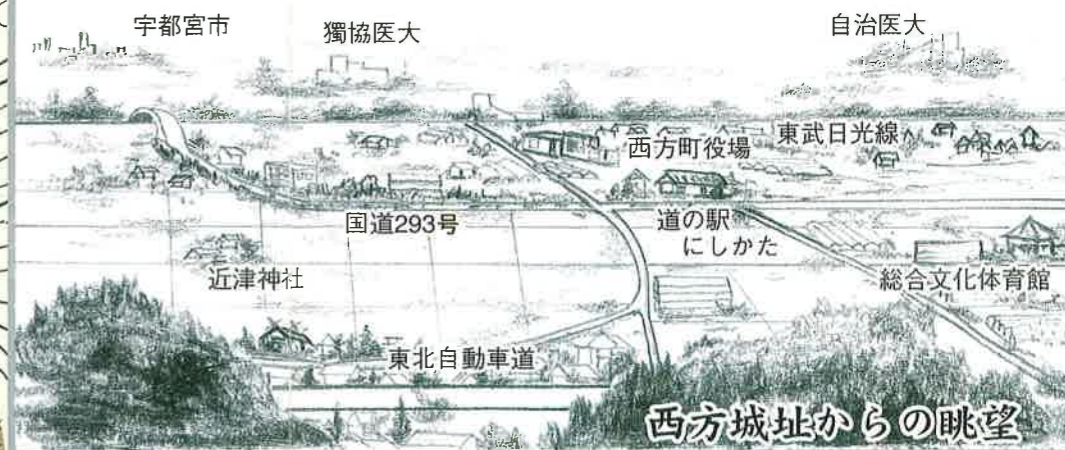 宇都宮市
獨協医大
自治医大
西方町役場
東武日光線
国道293号
道の駅
にしかた
近津神社
総合文化体育館
東北自動車道
西方城址からの眺望